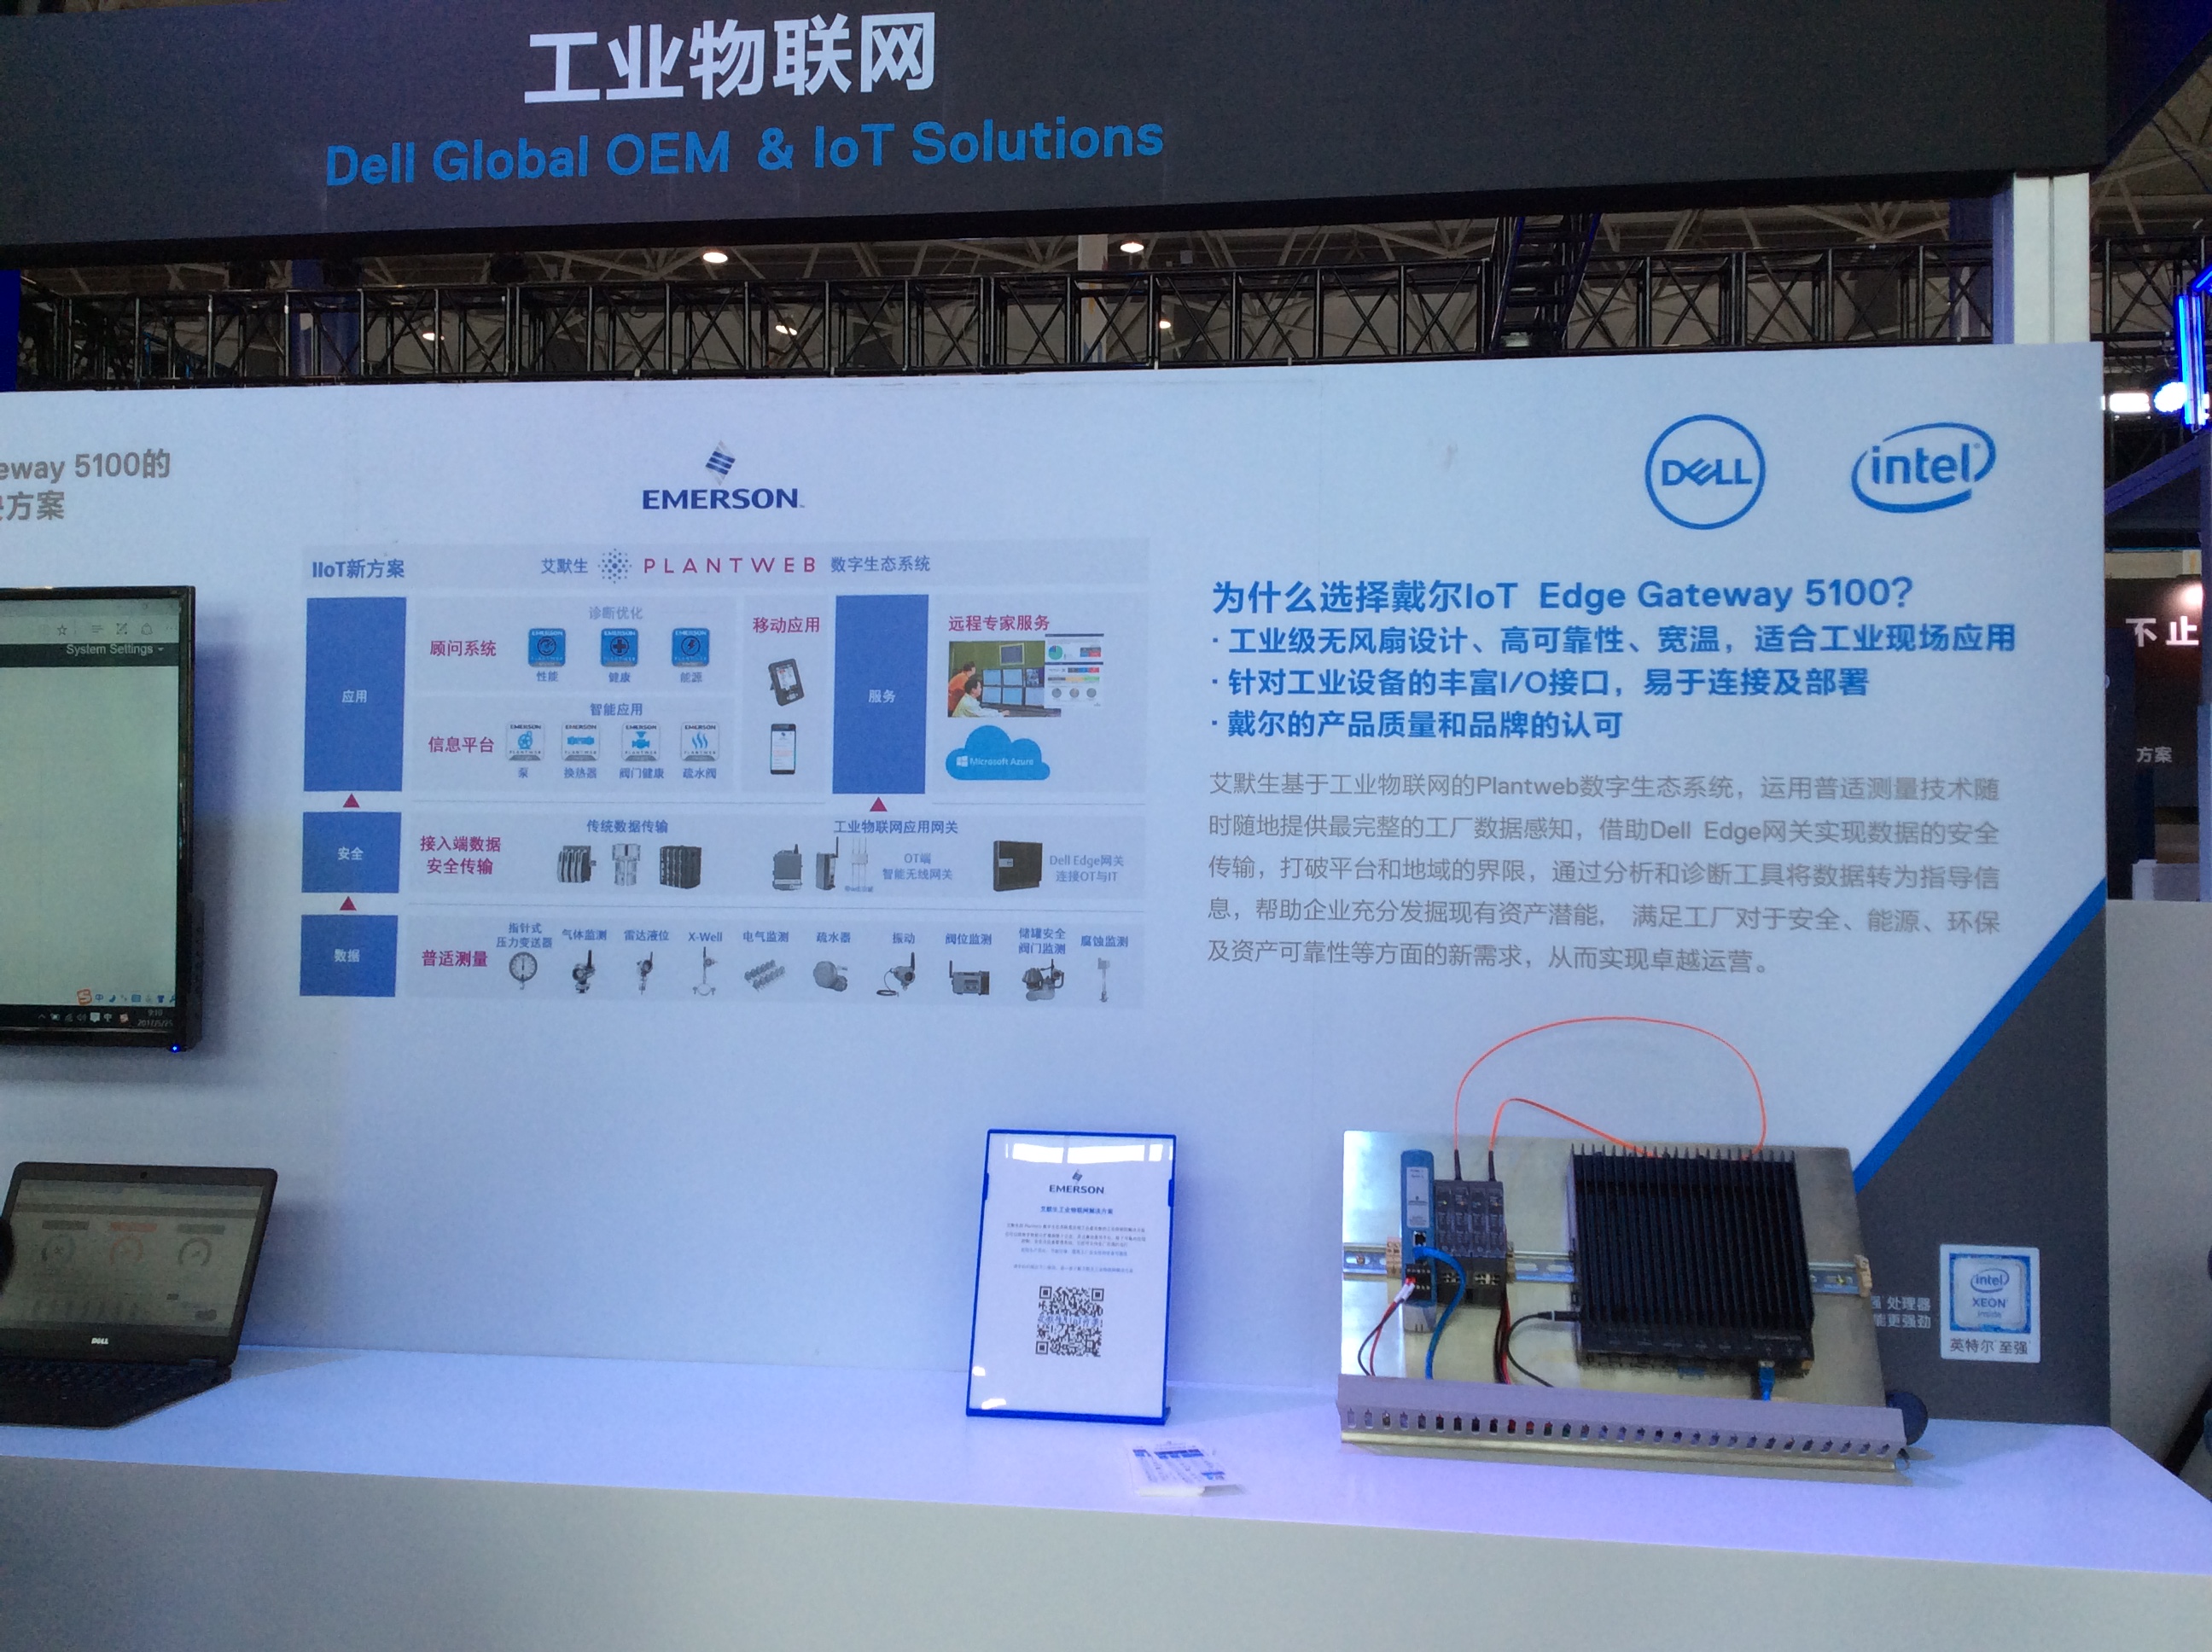 工业物联网
Dell Global OEM & IoT Solutions
eway 5100的
方案
EMERSON
DELL
intel
IIoT新方案
艾默生 PLANTWEB 数字生态系统
应用
顾问系统
诊断优化
性能
健康
能源
信息平台
智能应用
泵
换热器
阀门健康
疏水阀
移动应用
服务
远程专家服务
Microsoft Azure
安全
接入端数据
安全传输
传统数据传输
工业物联网应用网关
OT端
智能无线网关
Dell Edge网关
连接OT与IT
数据
普适测量
指针式
压力变送器
气体监测
雷达液位
X-Well
电气监测
疏水器
振动
阀位监测
储罐安全
阀门监测
腐蚀监测
为什么选择戴尔IoT Edge Gateway 5100?
·工业级无风扇设计、高可靠性、宽温，适合工业现场应用
·针对工业设备的丰富I/O接口，易于连接及部署
·戴尔的产品质量和品牌的认可
艾默生基于工业物联网的Plantweb数字生态系统，运用普适测量技术随
时随地提供最完整的工厂数据感知，借助Dell Edge网关实现数据的安全
传输，打破平台和地域的界限，通过分析和诊断工具将数据转为指导信
息，帮助企业充分发掘现有资产潜能， 满足工厂对于安全、能源、环保
及资产可靠性等方面的新需求，从而实现卓越运营。
System Settings
9:19
DELL
EMERSON
艾默生工业物联网解决方案
处理器
能更强劲
intel
XEON
inside
英特尔 至强
不止
方案